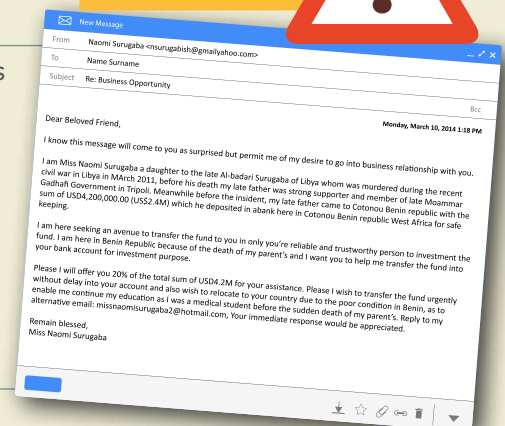 s
New Message
From Naomi Surugaba <nsurugabish@gmailyahoo.com>
To Name Surname
Subject Re: Business Opportunity
Bcc
Monday, March 10, 2014 1:18 PM
Dear Beloved Friend,
I know this message will come to you as surprised but permit me of my desire to go into business relationship with you.
I am Miss Naomi Surugaba a daughter to the late Al-badari Surugaba of Libya whom was murdered during the recent
civil war in Libya in MArch 2011, before his death my late father was strong supporter and member of late Moammar
Gadhafi Government in Tripoli. Meanwhile before the incident, my late father came to Cotonou Benin republic with the
sum of USD4,200,000.00 (US$2.4M) which he deposited in abank here in Cotonou Benin republic West Africa for safe
keeping.
I am here seeking an avenue to transfer the fund to you in only you're reliable and trustworthy person to investment the
fund. I am here in Benin Republic because of the death of my parent's and I want you to help me transfer the fund into
your bank account for investment purpose.
Please I will offer you 20% of the total sum of USD4.2M for your assistance. Please I wish to transfer the fund urgently
without delay into your account and also wish to relocate to your country due to the poor condition in Benin, as to
enable me continue my education as I was a medical student before the sudden death of my parent's. Reply to my
alternative email: missnaomisurugaba2@hotmail.com, Your immediate response would be appreciated.
Remain blessed,
Miss Naomi Surugaba